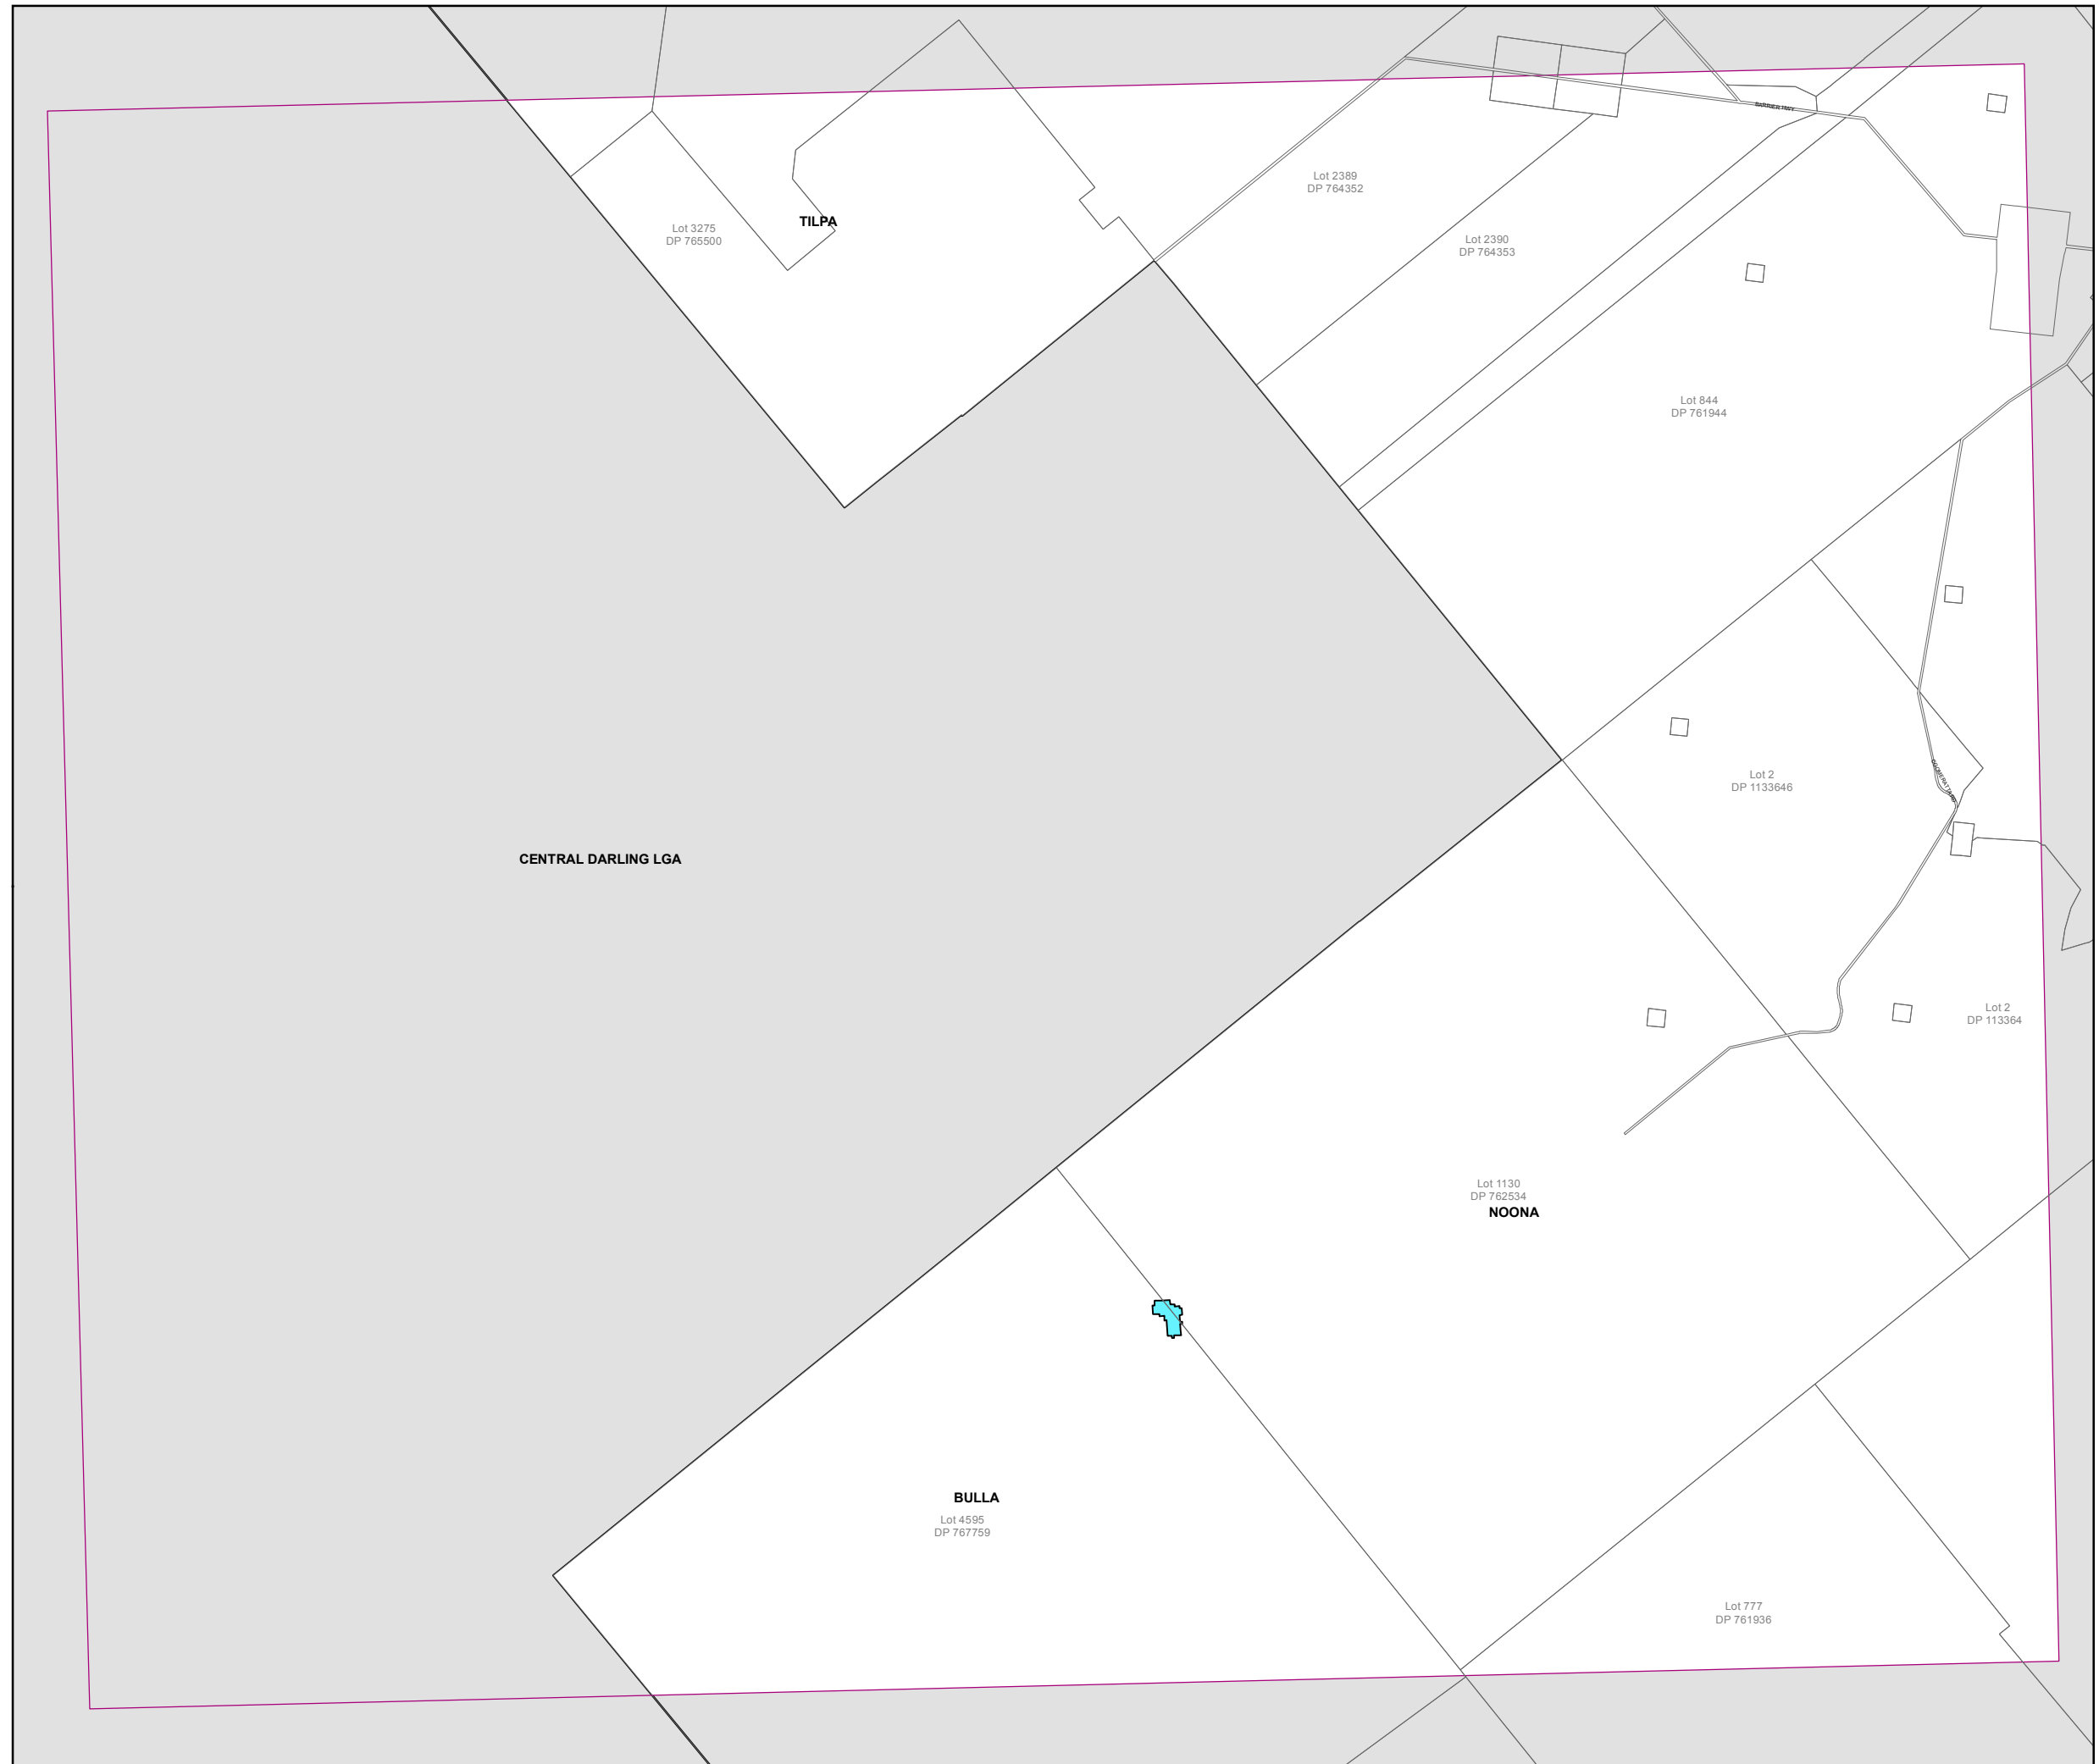 BARRIER HWY
Lot 2389
DP 764352
TILPA
Lot 3275
DP 765500
Lot 2390
DP 764353
Lot 844
DP 761944
Lot 2
DP 1133646
CENTRAL DARLING LGA
Lot 2
DP 113364
Lot 1130
DP 762534
NOONA
BULLA
Lot 4595
DP 767759
Lot 777
DP 761936